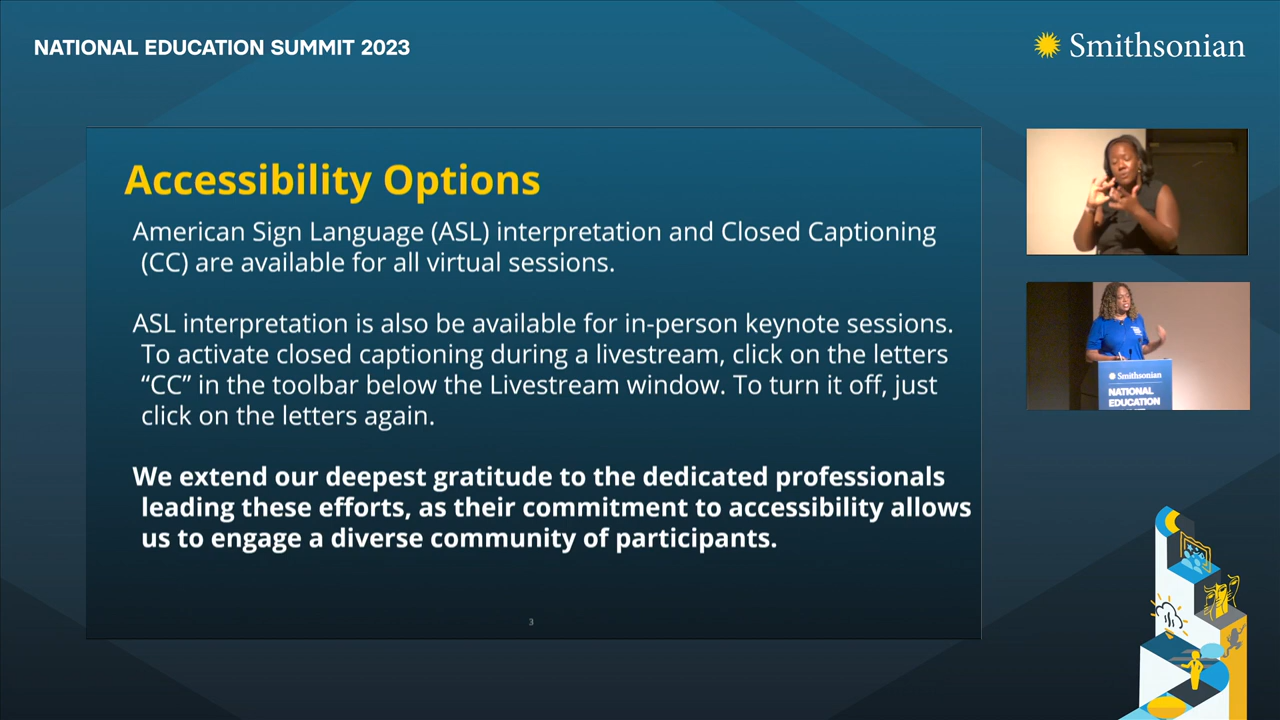 NATIONAL EDUCATION SUMMIT 2023
Smithsonian
Accessibility Options
American Sign Language (ASL) interpretation and Closed Captioning
(CC) are available for all virtual sessions.
ASL interpretation is also be available for in-person keynote sessions.
To activate closed captioning during a livestream, click on the letters
“CC” in the toolbar below the Livestream window. To turn it off, just
click on the letters again.
We extend our deepest gratitude to the dedicated professionals
leading these efforts, as their commitment to accessibility allows
us to engage a diverse community of participants.
3
Smithsonian
NATIONAL
EDUCATION